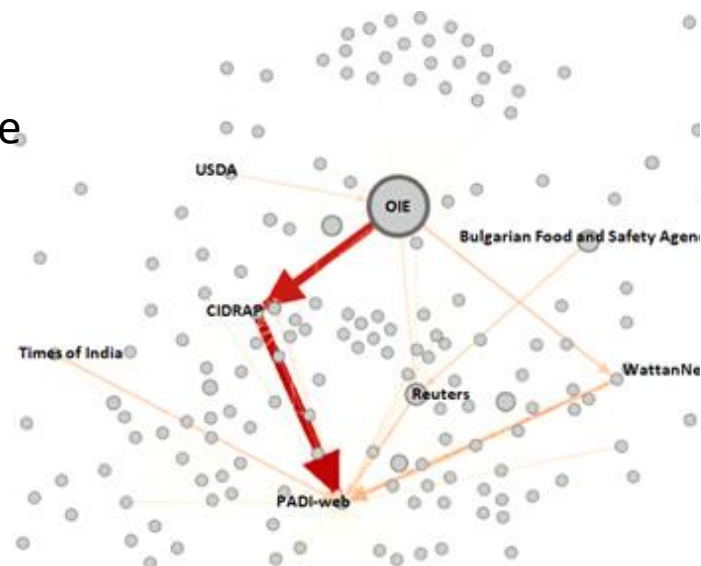 e
USDA
OIE
Bulgarian Food and Safety Agen
CIDRAP
Times of India
WattanNe
Reuters
PADI-web